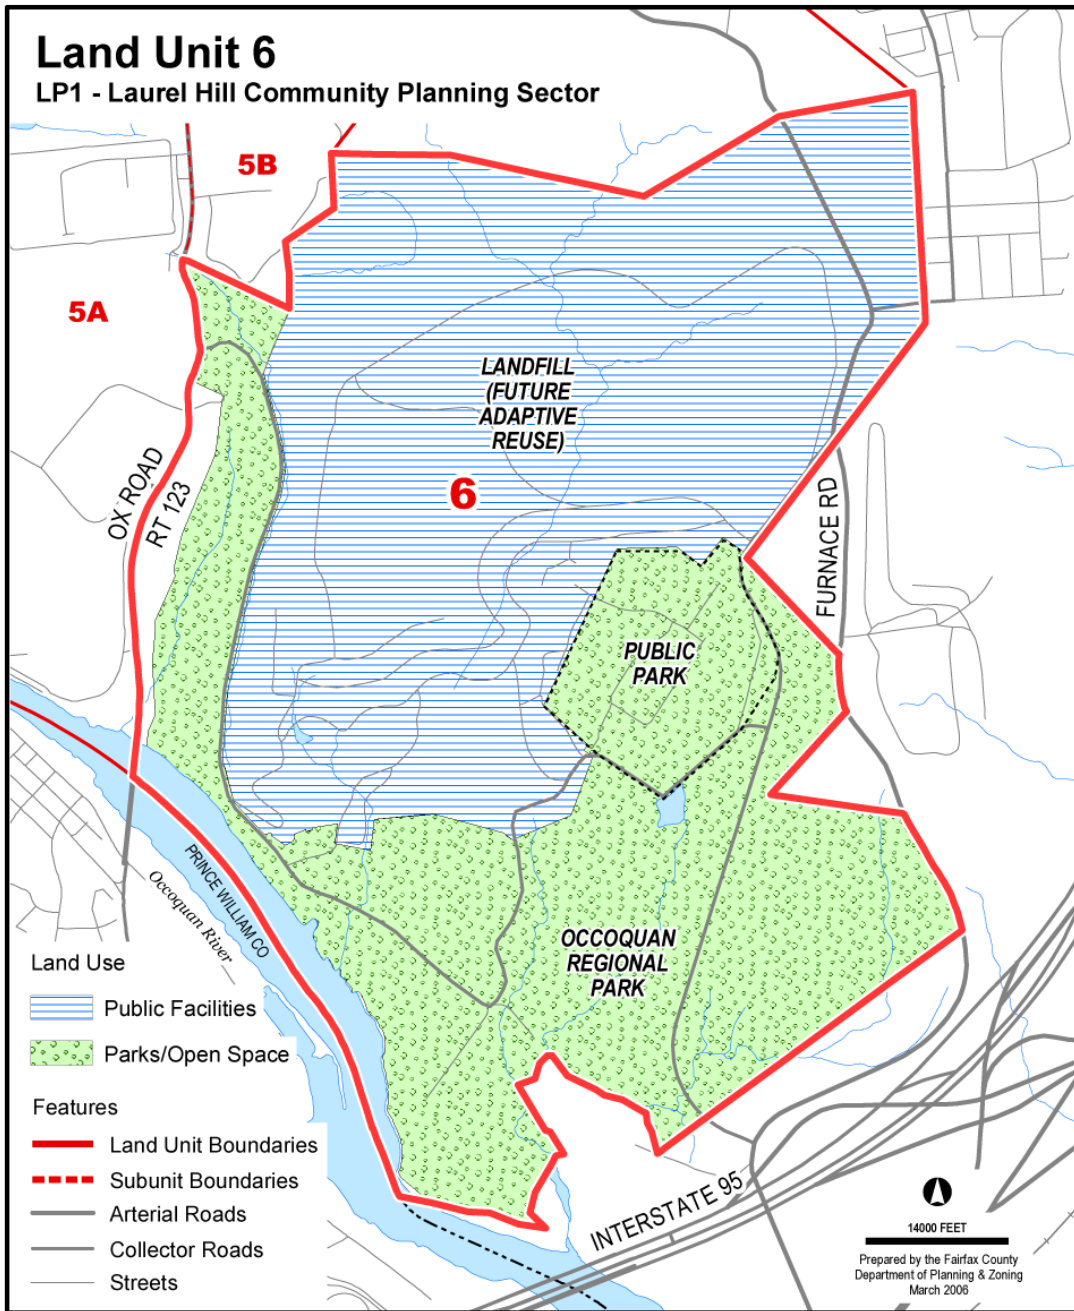 Land Unit 6
LP1 - Laurel Hill Community Planning Sector
5B
5A
LANDFILL
(FUTURE
ADAPTIVE
REUSE)
6
OX ROAD
RT 123
FURNACE RD
PUBLIC
PARK
PRINCE WILLIAM CO
Occoquan River
OCCOQUAN
REGIONAL
PARK
INTERSTATE 95
Land Use
Public Facilities
Parks/Open Space
Features
Land Unit Boundaries
Subunit Boundaries
Arterial Roads
Collector Roads
Streets
14000 FEET
Prepared by the Fairfax County
Department of Planning & Zoning
March 2006